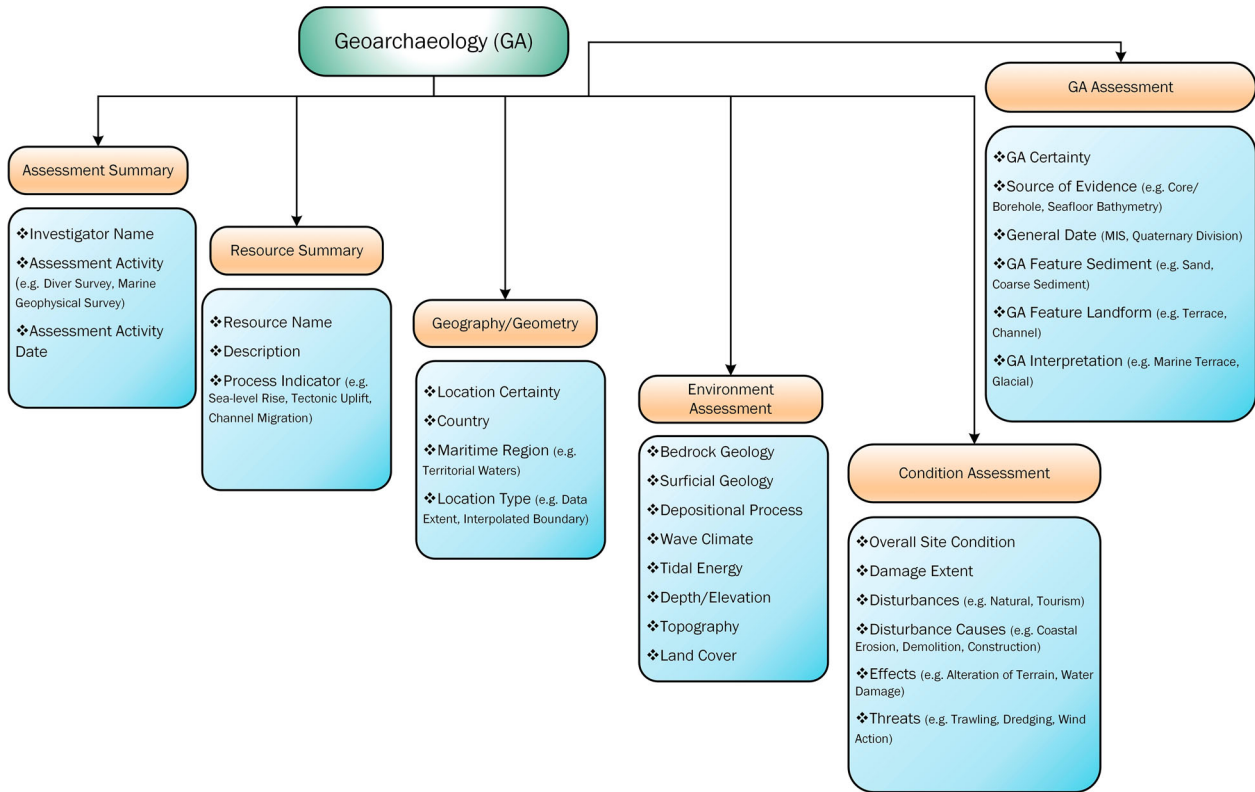 Geoarchaeology (GA)
Assessment Summary
❖Investigator Name
❖Assessment Activity
(e.g. Diver Survey, Marine
Geophysical Survey)
❖Assessment Activity
Date
Resource Summary
❖Resource Name
❖Description
❖Process Indicator (e.g.
Sea-level Rise, Tectonic Uplift,
Channel Migration)
Geography/Geometry
❖Location Certainty
❖Country
❖Maritime Region (e.g.
Territorial Waters)
❖Location Type (e.g. Data
Extent, Interpolated Boundary)
Environment
Assessment
❖Bedrock Geology
❖Surficial Geology
❖Depositional Process
❖Wave Climate
❖Tidal Energy
❖Depth/Elevation
❖Topography
❖Land Cover
Condition Assessment
❖Overall Site Condition
❖Damage Extent
❖Disturbances (e.g. Natural, Tourism)
❖Disturbance Causes (e.g. Coastal
Erosion, Demolition, Construction)
❖Effects (e.g. Alteration of Terrain, Water
Damage)
❖Threats (e.g. Trawling, Dredging, Wind
Action)
GA Assessment
❖GA Certainty
❖Source of Evidence (e.g. Core/
Borehole, Seafloor Bathymetry)
❖General Date (MIS, Quaternary Division)
❖GA Feature Sediment (e.g. Sand,
Coarse Sediment)
❖GA Feature Landform (e.g. Terrace,
Channel)
❖GA Interpretation (e.g. Marine Terrace,
Glacial)